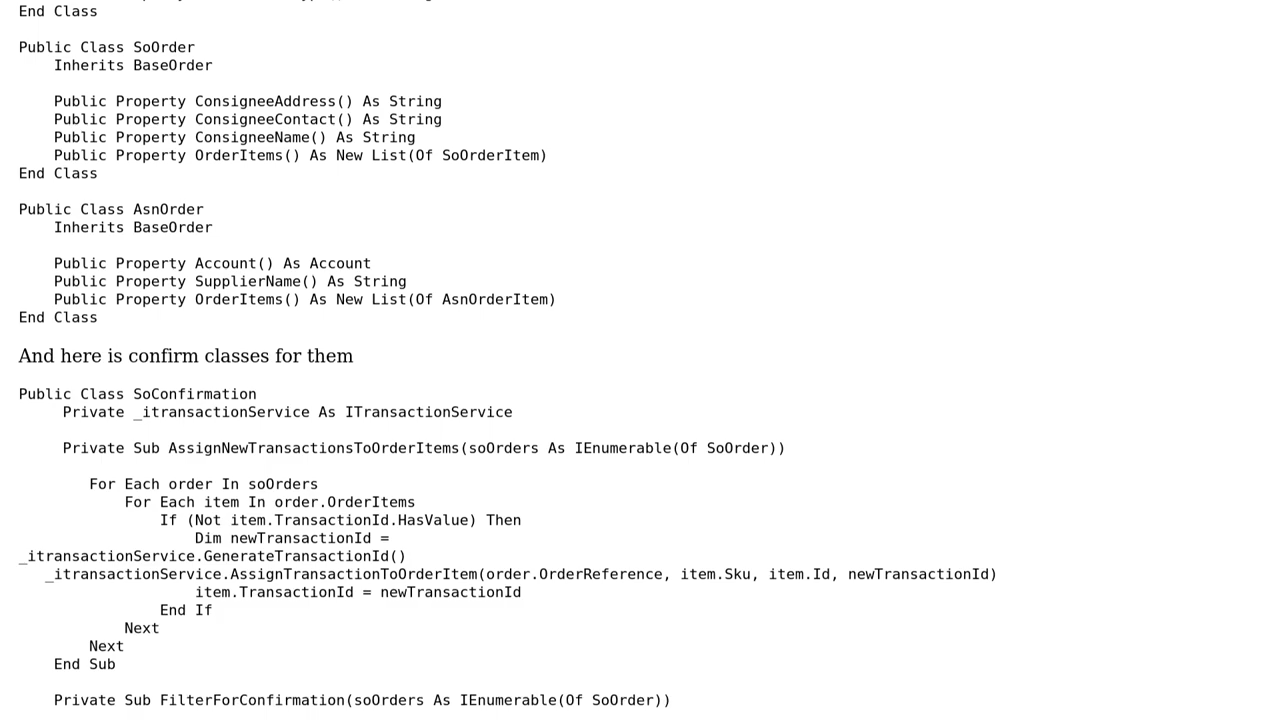 End Class
Public Class SoOrder
Inherits BaseOrder
Public Property ConsigneeAddress() As String
Public Property ConsigneeContact() As String
Public Property ConsigneeName() As String
Public Property OrderItems() As New List(Of SoOrderItem)
End Class
Public Class AsnOrder
Inherits BaseOrder
Public Property Account() As Account
Public Property SupplierName() As String
Public Property OrderItems() As New List(Of AsnOrderItem)
End Class
And here is confirm classes for them
Public Class SoConfirmation
Private _itransactionService As ITransactionService
Private Sub AssignNewTransactionsToOrderItems(soOrders As IEnumerable(Of SoOrder))
For Each order In soOrders
For Each item In order.OrderItems
If (Not item.TransactionId.HasValue) Then
Dim newTransactionId =
_itransactionService.GenerateTransactionId()
_itransactionService.AssignTransactionToOrderItem(order.OrderReference, item.Sku, item.Id, newTransactionId)
item.TransactionId = newTransactionId
End If
Next
Next
End Sub
Private Sub FilterForConfirmation(soOrders As IEnumerable(Of SoOrder))